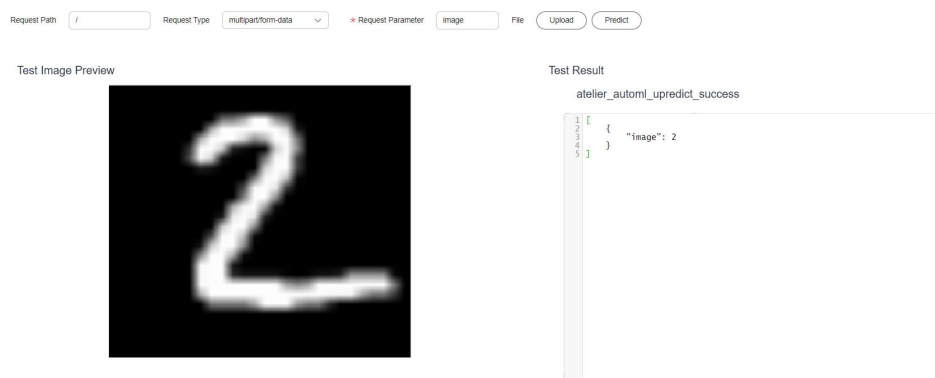 Request Path / Request Type multipart/form-data * Request Parameter image File Upload Predict
Test Image Preview
2
Test Result
atelier_automl_upredict_success
1 [
2 {
3 "image": 2
4 }
5 ]